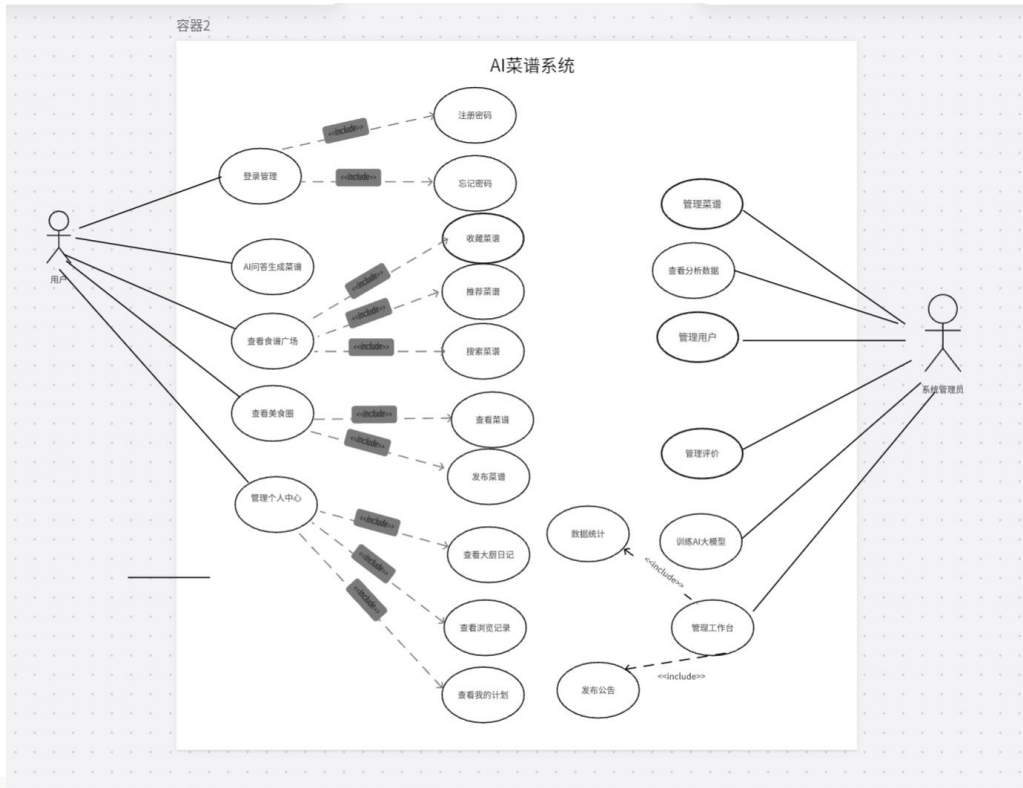 容器2
AI菜谱系统
<<include>>
注册密码
登录管理
<<include>>
忘记密码
管理菜谱
收藏菜谱
AI问答生成菜谱
查看分析数据
用户
<<include>>
推荐菜谱
<<include>>
查看食谱广场
<<include>>
搜索菜谱
管理用户
系统管理员
查看美食圈
<<include>>
查看菜谱
<<include>>
管理评价
发布菜谱
管理个人中心
<<include>>
数据统计
训练AI大模型
查看大厨日记
<<include>>
<<include>>
<<include>>
查看浏览记录
管理工作台
<<include>>
查看我的计划
发布公告